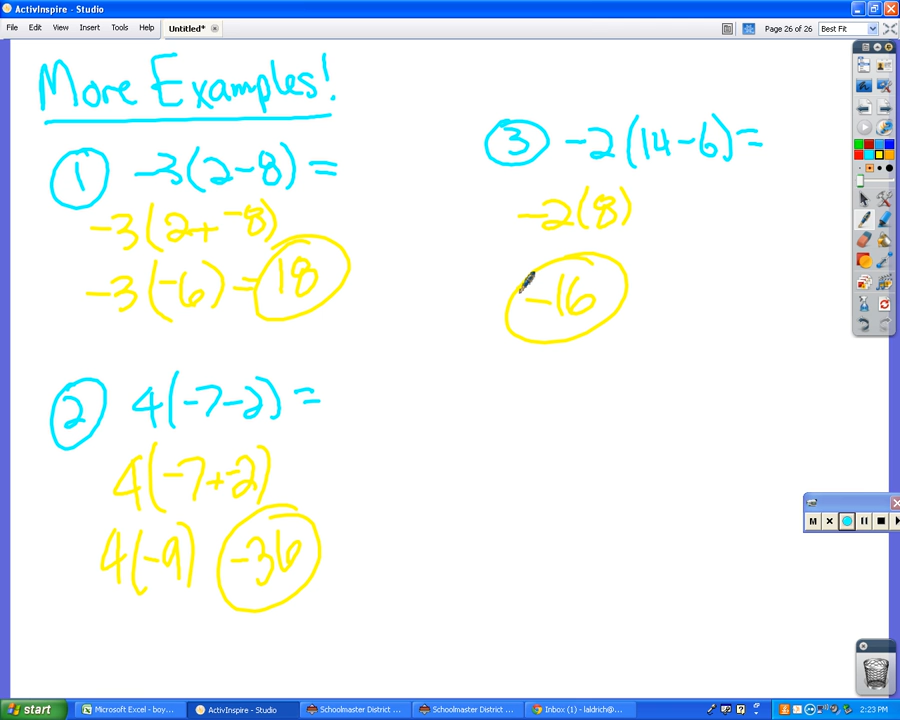 ActivInspire - Studio
File Edit View Insert Tools Help Untitled* Page 26 of 26 Best Fit
More Examples!
① -3(2-8)=
-3(2+ -8)
-3(-6) = 18
② 4(-7-2)=
4(-7+-2)
4(-9) -36
③ -2(14-6)=
-2(8)
-16
M
start Microsoft Excel - boy... ActivInspire - Studio Schoolmaster District ... Schoolmaster District ... Inbox (1) - laldrich@... 2:23 PM